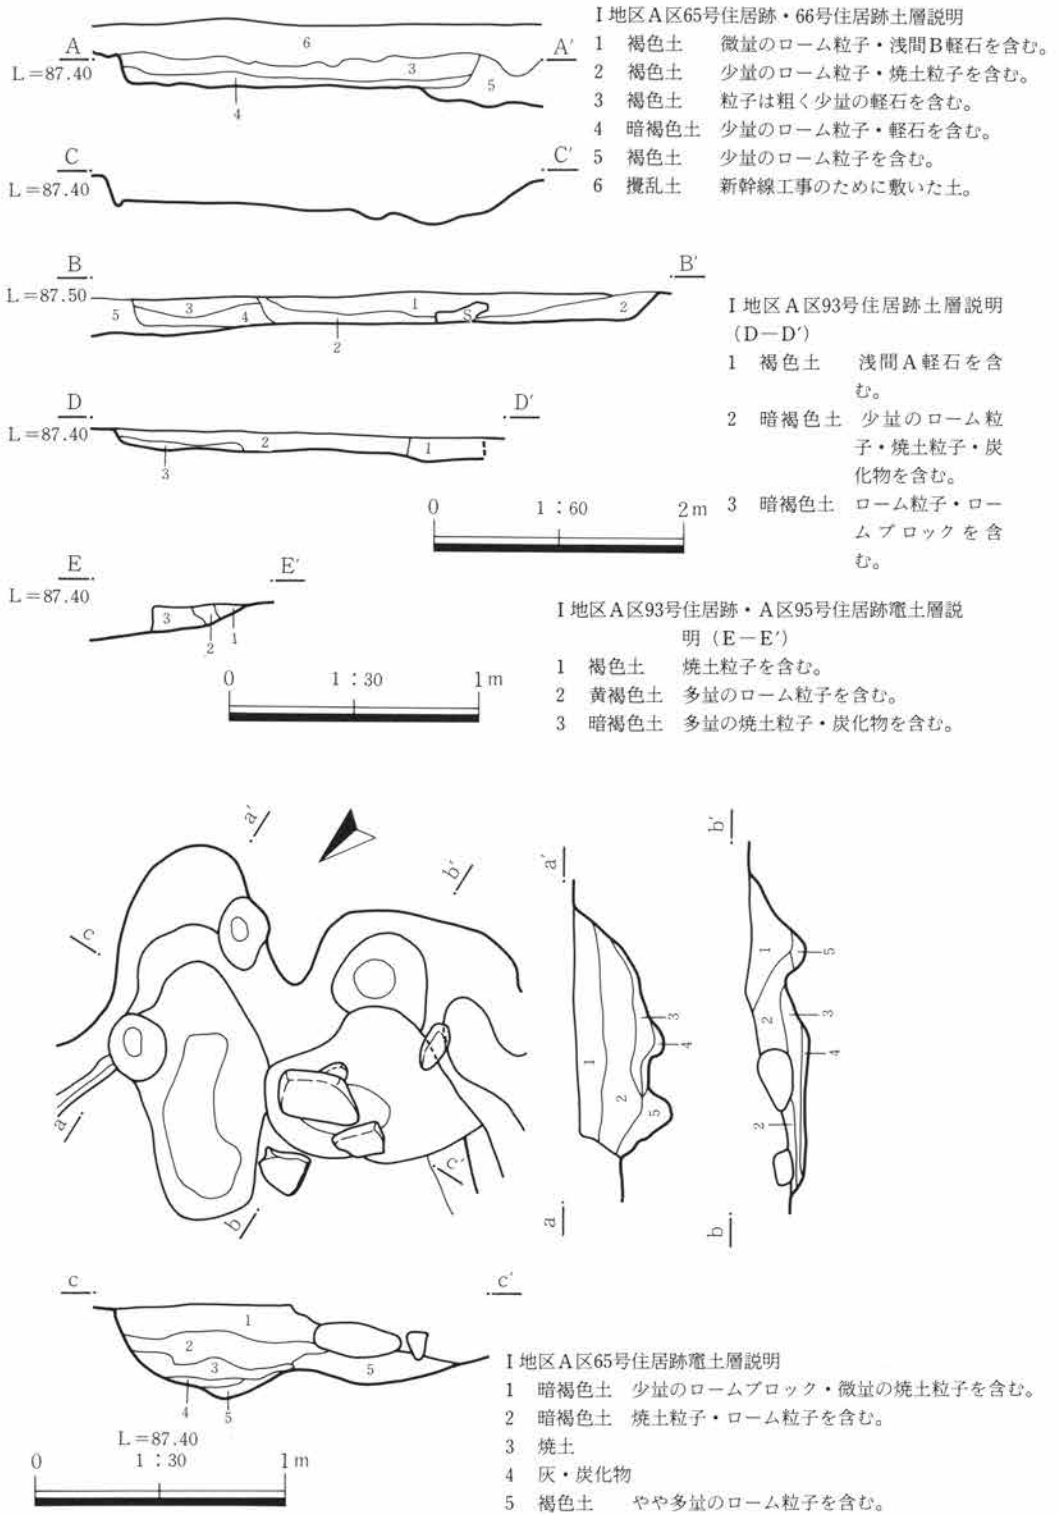 6
A
A′
L=87.40
3
5
4
C
C′
L=87.40
I地区A区65号住居跡・66号住居跡土層説明
1 褐色土 微量のローム粒子・浅間B軽石を含む。
2 褐色土 少量のローム粒子・焼土粒子を含む。
3 褐色土 粒子は粗く少量の軽石を含む。
4 暗褐色土 少量のローム粒子・軽石を含む。
5 褐色土 少量のローム粒子を含む。
6 攪乱土 新幹線工事のために敷いた土。
B
B′
L=87.50
5 3 4 1 S 2
2
D
D′
L=87.40
2 1
3
0 1:60 2m
I地区A区93号住居跡土層説明
(D-D′)
1 褐色土 浅間A軽石を含
む。
2 暗褐色土 少量のローム粒
子・焼土粒子・炭
化物を含む。
3 暗褐色土 ローム粒子・ロー
ムブロックを含
む。
E
E′
L=87.40
3
2 1
0 1:30 1m
I地区A区93号住居跡・A区95号住居跡竈土層説
明(E-E′)
1 褐色土 焼土粒子を含む。
2 黄褐色土 多量のローム粒子を含む。
3 暗褐色土 多量の焼土粒子・炭化物を含む。
a′
b′
c
a
b
c′
a′
1
2
3
4
5
a
b′
1
5
2
3
4
2
b
c
c′
1
2
3
5
4
5
L=87.40
0 1:30 1m
I地区A区65号住居跡竈土層説明
1 暗褐色土 少量のロームブロック・微量の焼土粒子を含む。
2 暗褐色土 焼土粒子・ローム粒子を含む。
3 焼土
4 灰・炭化物
5 褐色土 やや多量のローム粒子を含む。